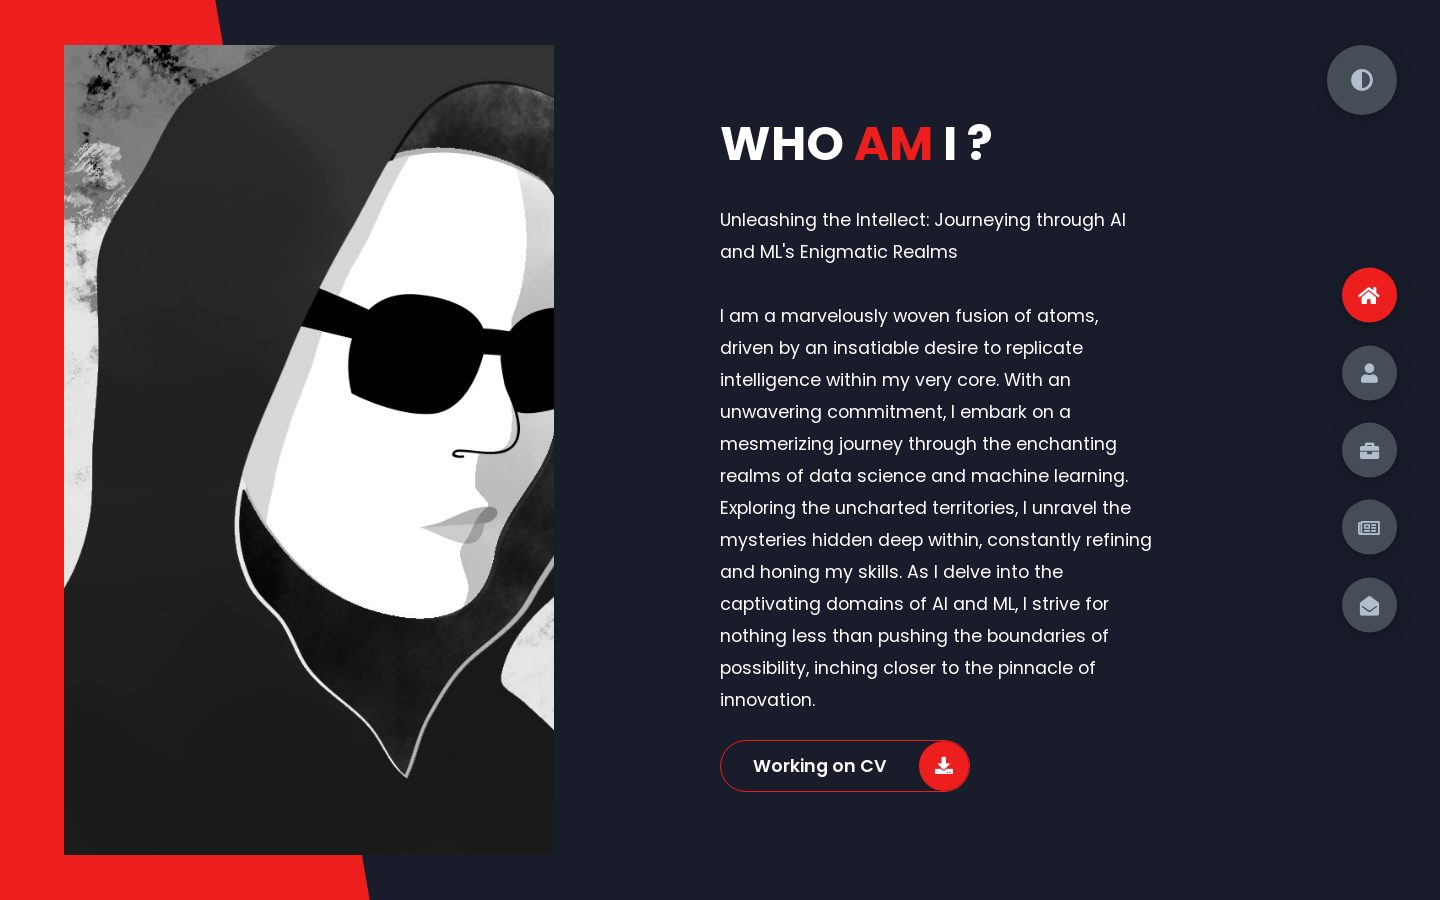 WHO AM I ?
Unleashing the Intellect: Journeying through AI
and ML's Enigmatic Realms
I am a marvelously woven fusion of atoms,
driven by an insatiable desire to replicate
intelligence within my very core. With an
unwavering commitment, I embark on a
mesmerizing journey through the enchanting
realms of data science and machine learning.
Exploring the uncharted territories, I unravel the
mysteries hidden deep within, constantly refining
and honing my skills. As I delve into the
captivating domains of AI and ML, I strive for
nothing less than pushing the boundaries of
possibility, inching closer to the pinnacle of
innovation.
Working on CV